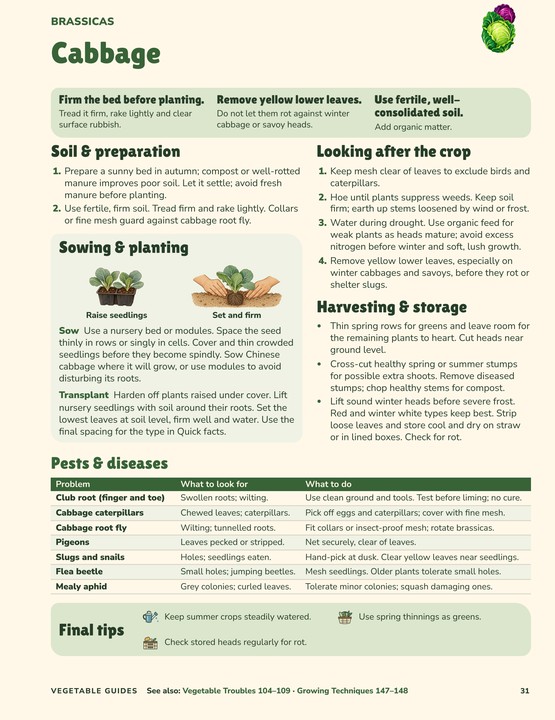 BRASSICAS
Cabbage
Firm the bed before planting.
Tread it firm, rake lightly and clear
surface rubbish.
Remove yellow lower leaves.
Do not let them rot against winter
cabbage or savoy heads.
Use fertile, well–
consolidated soil.
Add organic matter.
Soil & preparation
1. Prepare a sunny bed in autumn; compost or well-rotted
manure improves poor soil. Let it settle; avoid fresh
manure before planting.
2. Use fertile, firm soil. Tread firm and rake lightly. Collars
or fine mesh guard against cabbage root fly.
Sowing & planting
Raise seedlings
Set and firm
Sow Use a nursery bed or modules. Space the seed
thinly in rows or singly in cells. Cover and thin crowded
seedlings before they become spindly. Sow Chinese
cabbage where it will grow, or use modules to avoid
disturbing its roots.
Transplant Harden off plants raised under cover. Lift
nursery seedlings with soil around their roots. Set the
lowest leaves at soil level, firm well and water. Use the
final spacing for the type in Quick facts.
Looking after the crop
1. Keep mesh clear of leaves to exclude birds and
caterpillars.
2. Hoe until plants suppress weeds. Keep soil
firm; earth up stems loosened by wind or frost.
3. Water during drought. Use organic feed for
weak plants as heads mature; avoid excess
nitrogen before winter and soft, lush growth.
4. Remove yellow lower leaves, especially on
winter cabbages and savoys, before they rot or
shelter slugs.
Harvesting & storage
• Thin spring rows for greens and leave room for
the remaining plants to heart. Cut heads near
ground level.
• Cross-cut healthy spring or summer stumps
for possible extra shoots. Remove diseased
stumps; chop healthy stems for compost.
• Lift sound winter heads before severe frost.
Red and winter white types keep best. Strip
loose leaves and store cool and dry on straw
or in lined boxes. Check for rot.
Pests & diseases
Problem What to look for What to do
Club root (finger and toe) Swollen roots; wilting. Use clean ground and tools. Test before liming; no cure.
Cabbage caterpillars Chewed leaves; caterpillars. Pick off eggs and caterpillars; cover with fine mesh.
Cabbage root fly Wilting; tunnelled roots. Fit collars or insect-proof mesh; rotate brassicas.
Pigeons Leaves pecked or stripped. Net securely, clear of leaves.
Slugs and snails Holes; seedlings eaten. Hand-pick at dusk. Clear yellow leaves near seedlings.
Flea beetle Small holes; jumping beetles. Mesh seedlings. Older plants tolerate small holes.
Mealy aphid Grey colonies; curled leaves. Tolerate minor colonies; squash damaging ones.
Final tips
Keep summer crops steadily watered.
Use spring thinnings as greens.
Check stored heads regularly for rot.
VEGETABLE GUIDES See also: Vegetable Troubles 104–109 · Growing Techniques 147–148 31